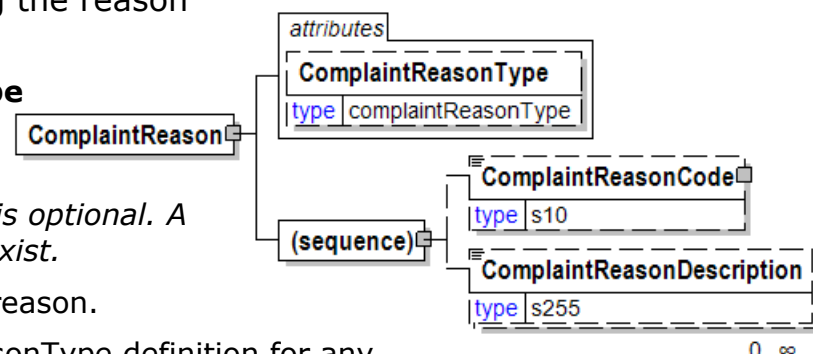 g the reason
attributes
ComplaintReasonType
type complaintReasonType
pe
ComplaintReason
ComplaintReasonCode
type s10
is optional. A
(sequence)
xist.
ComplaintReasonDescription
reason.
type s255
sonType definition for any
0 ∞